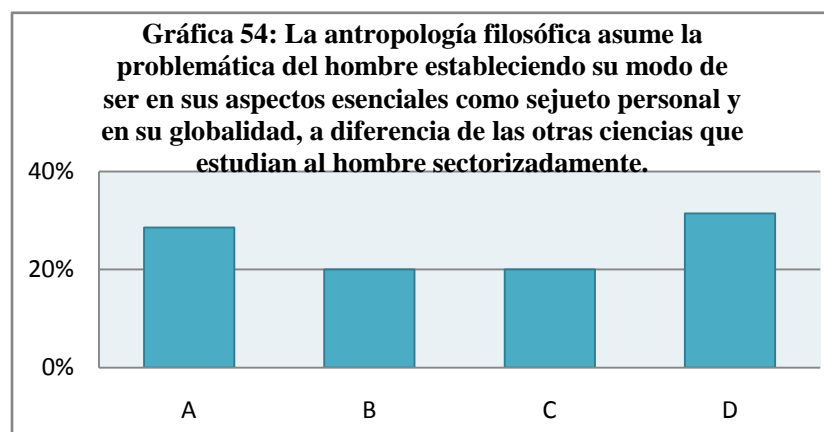 Gráfica 54: La antropología filosófica asume la
problemática del hombre estableciendo su modo de
ser en sus aspectos esenciales como sejueto personal y
en su globalidad, a diferencia de las otras ciencias que
estudian al hombre sectorizadamente.
40%
20%
0%
A B C D